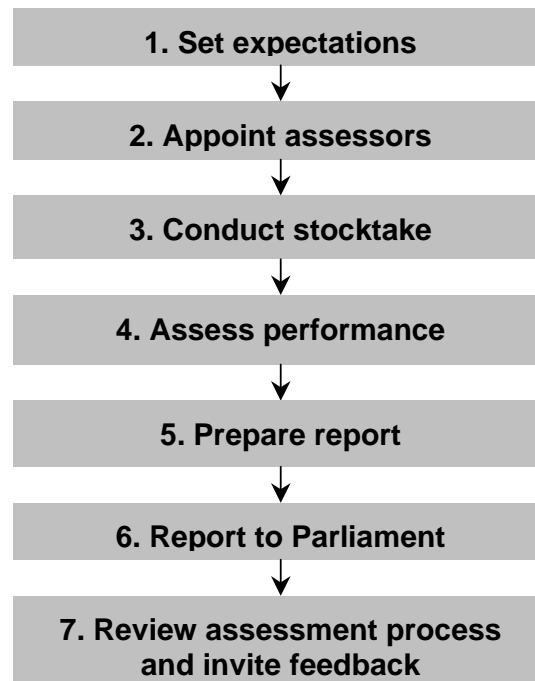 1. Set expectations
2. Appoint assessors
3. Conduct stocktake
4. Assess performance
5. Prepare report
6. Report to Parliament
7. Review assessment process
and invite feedback